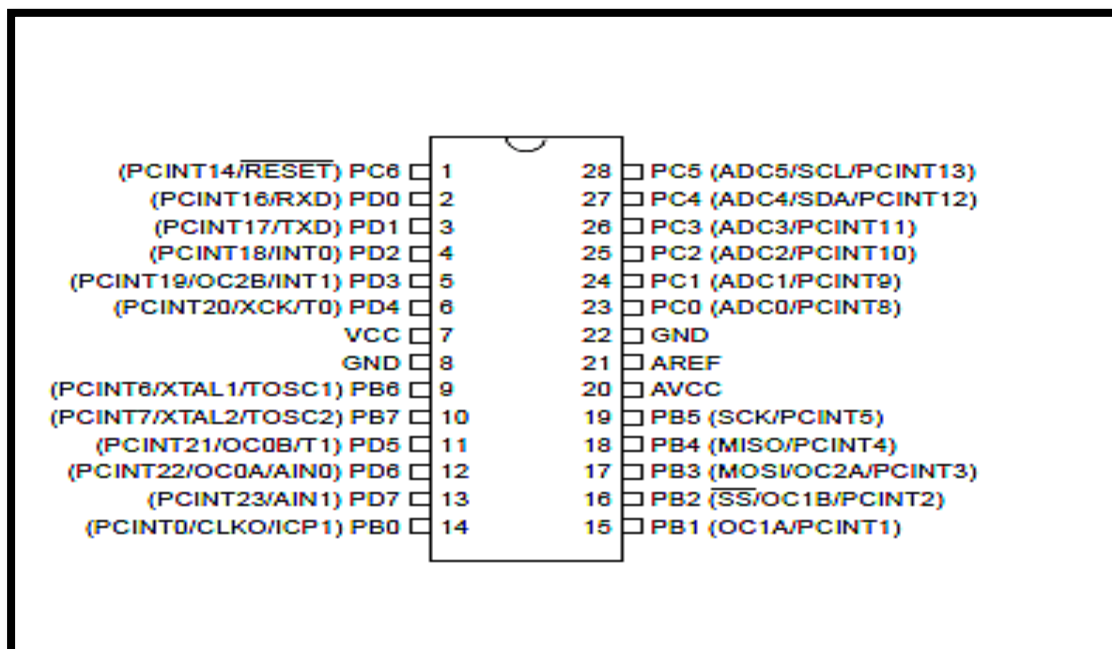 (PCINT14/RESET) PC6 1 28 PC5 (ADC5/SCL/PCINT13)
(PCINT16/RXD) PD0 2 27 PC4 (ADC4/SDA/PCINT12)
(PCINT17/TXD) PD1 3 26 PC3 (ADC3/PCINT11)
(PCINT18/INT0) PD2 4 25 PC2 (ADC2/PCINT10)
(PCINT19/OC2B/INT1) PD3 5 24 PC1 (ADC1/PCINT9)
(PCINT20/XCK/T0) PD4 6 23 PC0 (ADC0/PCINT8)
VCC 7 22 GND
GND 8 21 AREF
(PCINT6/XTAL1/TOSC1) PB6 9 20 AVCC
(PCINT7/XTAL2/TOSC2) PB7 10 19 PB5 (SCK/PCINT5)
(PCINT21/OC0B/T1) PD5 11 18 PB4 (MISO/PCINT4)
(PCINT22/OC0A/AIN0) PD6 12 17 PB3 (MOSI/OC2A/PCINT3)
(PCINT23/AIN1) PD7 13 16 PB2 (SS/OC1B/PCINT2)
(PCINT0/CLKO/ICP1) PB0 14 15 PB1 (OC1A/PCINT1)